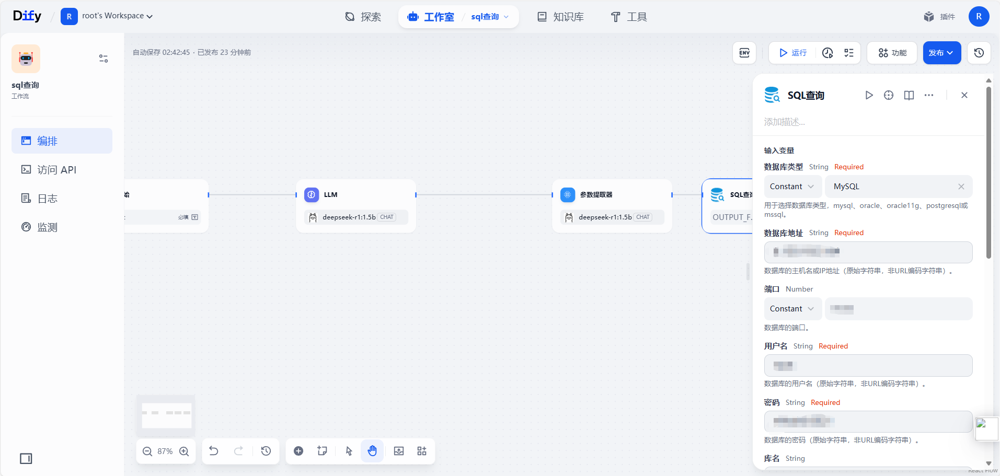 Dify
/
R
root's Workspace
探索
工作室
/
sql查询
知识库
工具
插件
R
sql查询
工作流
编排
访问 API
日志
监测
自动保存 02:42:45 · 已发布 23 分钟前
ENV
运行
功能
发布
始
必填
LLM
deepseek-r1:1.5b CHAT
参数提取器
deepseek-r1:1.5b CHAT
SQL查询
OUTPUT_F...
87%
SQL查询
添加描述...
输入变量
数据库类型 String Required
Constant MySQL
用于选择数据库类型，mysql、oracle、oracle11g、postgresql或
mssql。
数据库地址 String Required
数据库的主机名或IP地址（原始字符串，非URL编码字符串）。
端口 Number
Constant
数据库的端口。
用户名 String Required
数据库的用户名（原始字符串，非URL编码字符串）。
密码 String Required
数据库的密码（原始字符串，非URL编码字符串）。
库名 String
React Flow